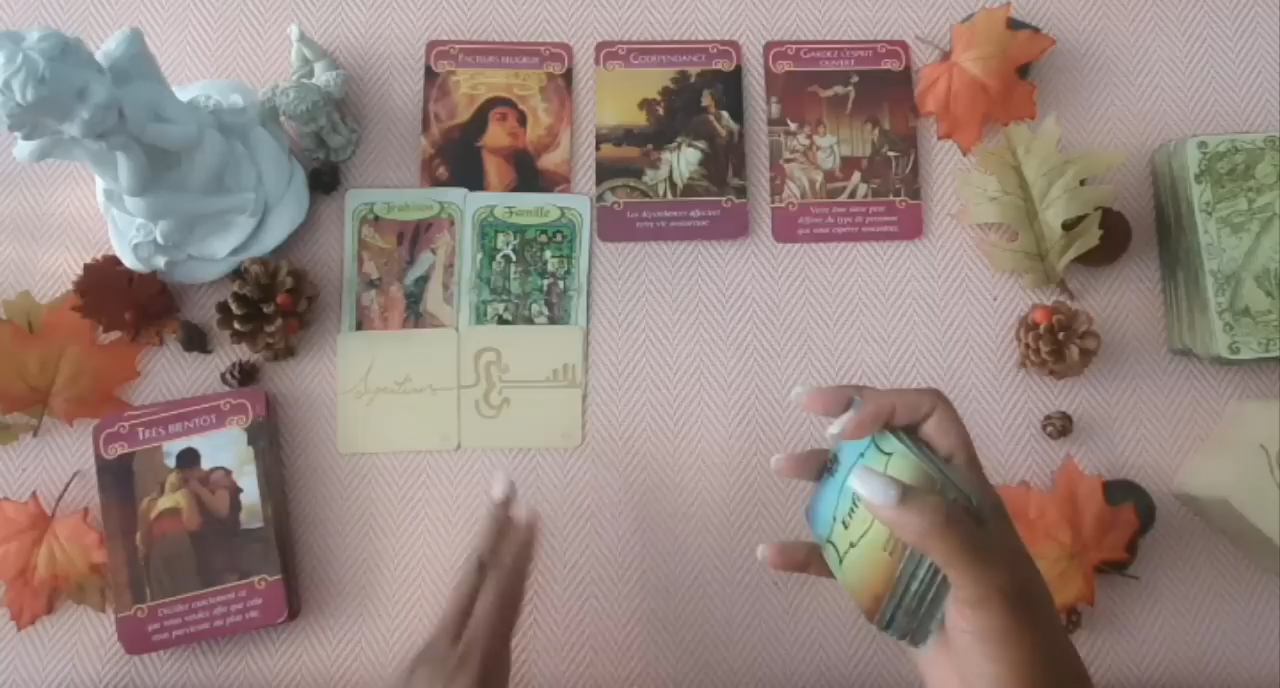 FACTEURS RELIGIEUX
CODÉPENDANCE
GARDEZ L'ESPRIT
OUVERT
Les dépendances affectent
votre vie amoureuse
Votre âme sœur peut
différer du type de personne
que vous espérez rencontrer.
Trahison
Famille
TRÈS BIENTÔT
Décidez exactement ce
que vous voulez afin que cela
vous parvienne au plus vite.